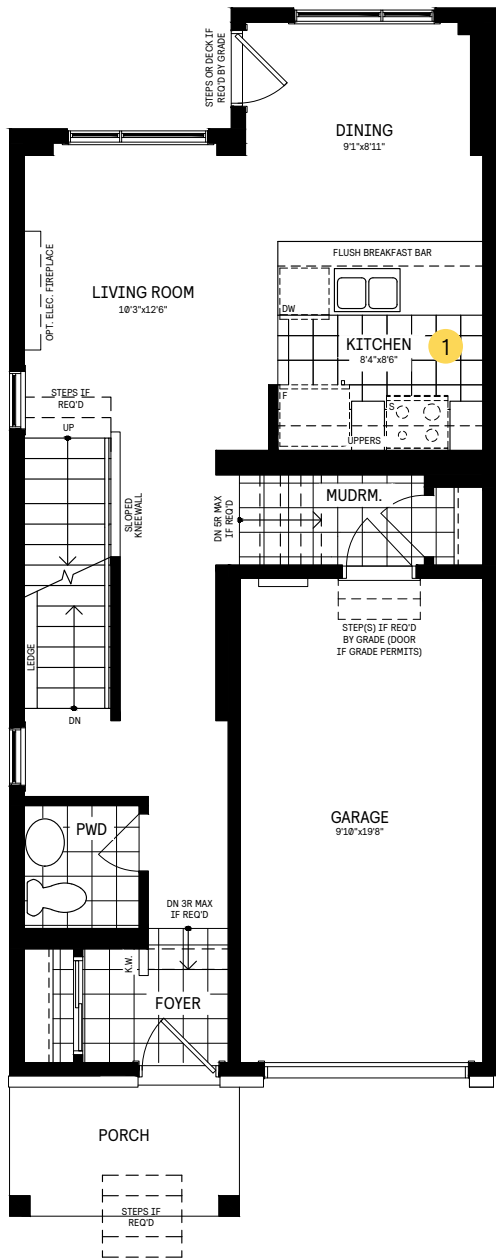 STEPS OR DECK IF
REQ'D BY GRADE
DINING
9'1"x8'11"
FLUSH BREAKFAST BAR
OPT. ELEC. FIREPLACE
LIVING ROOM
10'3"x12'6"
DW
KITCHEN
8'4"x8'6"
1
STEPS IF
REQ'D
F
S
UP
UPPERS
SLOPED
KNEEWALL
MUDRM.
DN 5R MAX
IF REQ'D
STEP(S) IF REQ'D
BY GRADE (DOOR
IF GRADE PERMITS)
LEDGE
DN
GARAGE
9'10"x19'8"
PWD
DN 3R MAX
IF REQ'D
K.W.
FOYER
PORCH
STEPS IF
REQ'D